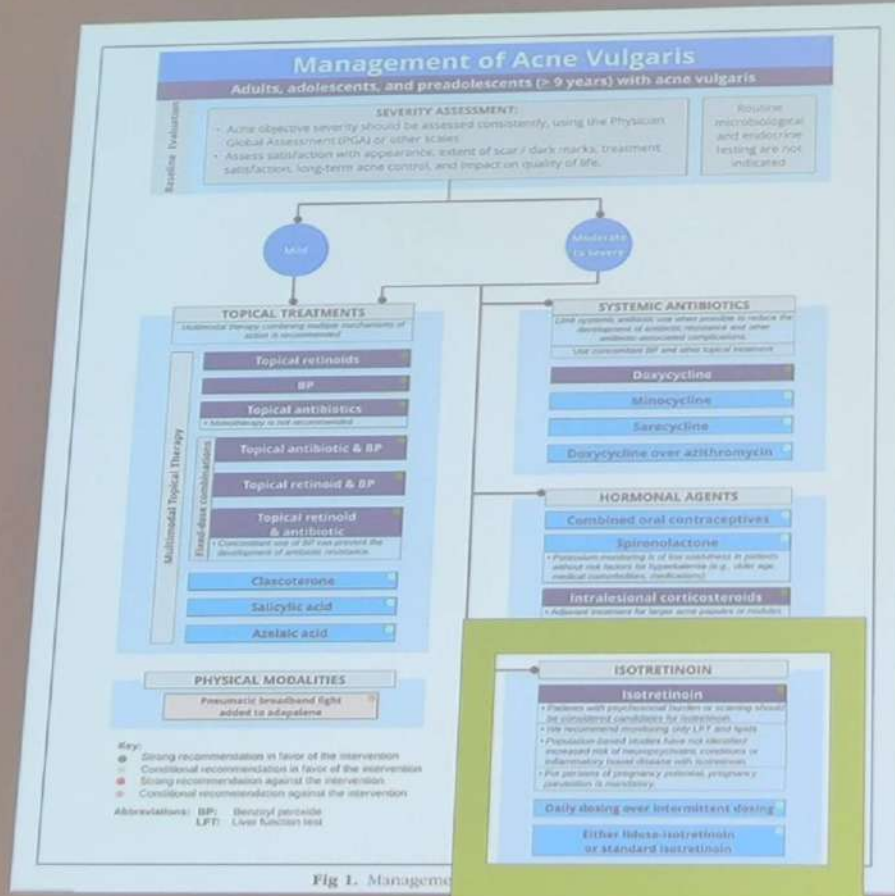 Management of Acne Vulgaris
Adults, adolescents, and preadolescents (> 9 years) with acne vulgaris
Baseline Evaluation
SEVERITY ASSESSMENT:
• Acne objective severity should be assessed consistently, using the Physician
Global Assessment (PGA) or other scales
• Assess satisfaction with appearance, extent of scar / dark marks, treatment
satisfaction, long-term acne control, and impact on quality of life.
Routine
microbiological
and endocrine
testing are not
indicated
Mild
Moderate
to severe
TOPICAL TREATMENTS
Multimodal therapy combining multiple mechanisms of
action is recommended
Multimodal Topical Therapy
Topical retinoids
BP
Topical antibiotics
• Monotherapy is not recommended
Fixed-dose combinations
Topical antibiotic & BP
Topical retinoid & BP
Topical retinoid
& antibiotic
• Concomitant use of BP can prevent the
development of antibiotic resistance.
Clascoterone
Salicylic acid
Azelaic acid
PHYSICAL MODALITIES
Pneumatic broadband light
added to adapalene
Key:
Strong recommendation in favor of the intervention
Conditional recommendation in favor of the intervention
Strong recommendation against the intervention
Conditional recommendation against the intervention
Abbreviations: BP: Benzoyl peroxide
LFT: Liver function test
SYSTEMIC ANTIBIOTICS
Limit systemic antibiotic use when possible to reduce the
development of antibiotic resistance and other
antibiotic-associated complications.
Use concomitant BP and other topical treatment
Doxycycline
Minocycline
Sarecycline
Doxycycline over azithromycin
HORMONAL AGENTS
Combined oral contraceptives
Spironolactone
• Potassium monitoring is of low usefulness in patients
without risk factors for hyperkalemia (e.g., older age,
medical comorbidities, medications)
Intralesional corticosteroids
• Adjuvant treatment for larger acne papules or nodules
ISOTRETINOIN
Isotretinoin
• Patients with psychosocial burden or scarring should
be considered candidates for isotretinoin.
• We recommend monitoring only LFT and lipids
• Population-based studies have not identified
increased risk of neuropsychiatric conditions or
inflammatory bowel disease with isotretinoin
• For persons of pregnancy potential, pregnancy
prevention is mandatory.
Daily dosing over intermittent dosing
Either lidose-isotretinoin
or standard isotretinoin
Fig 1. Manageme